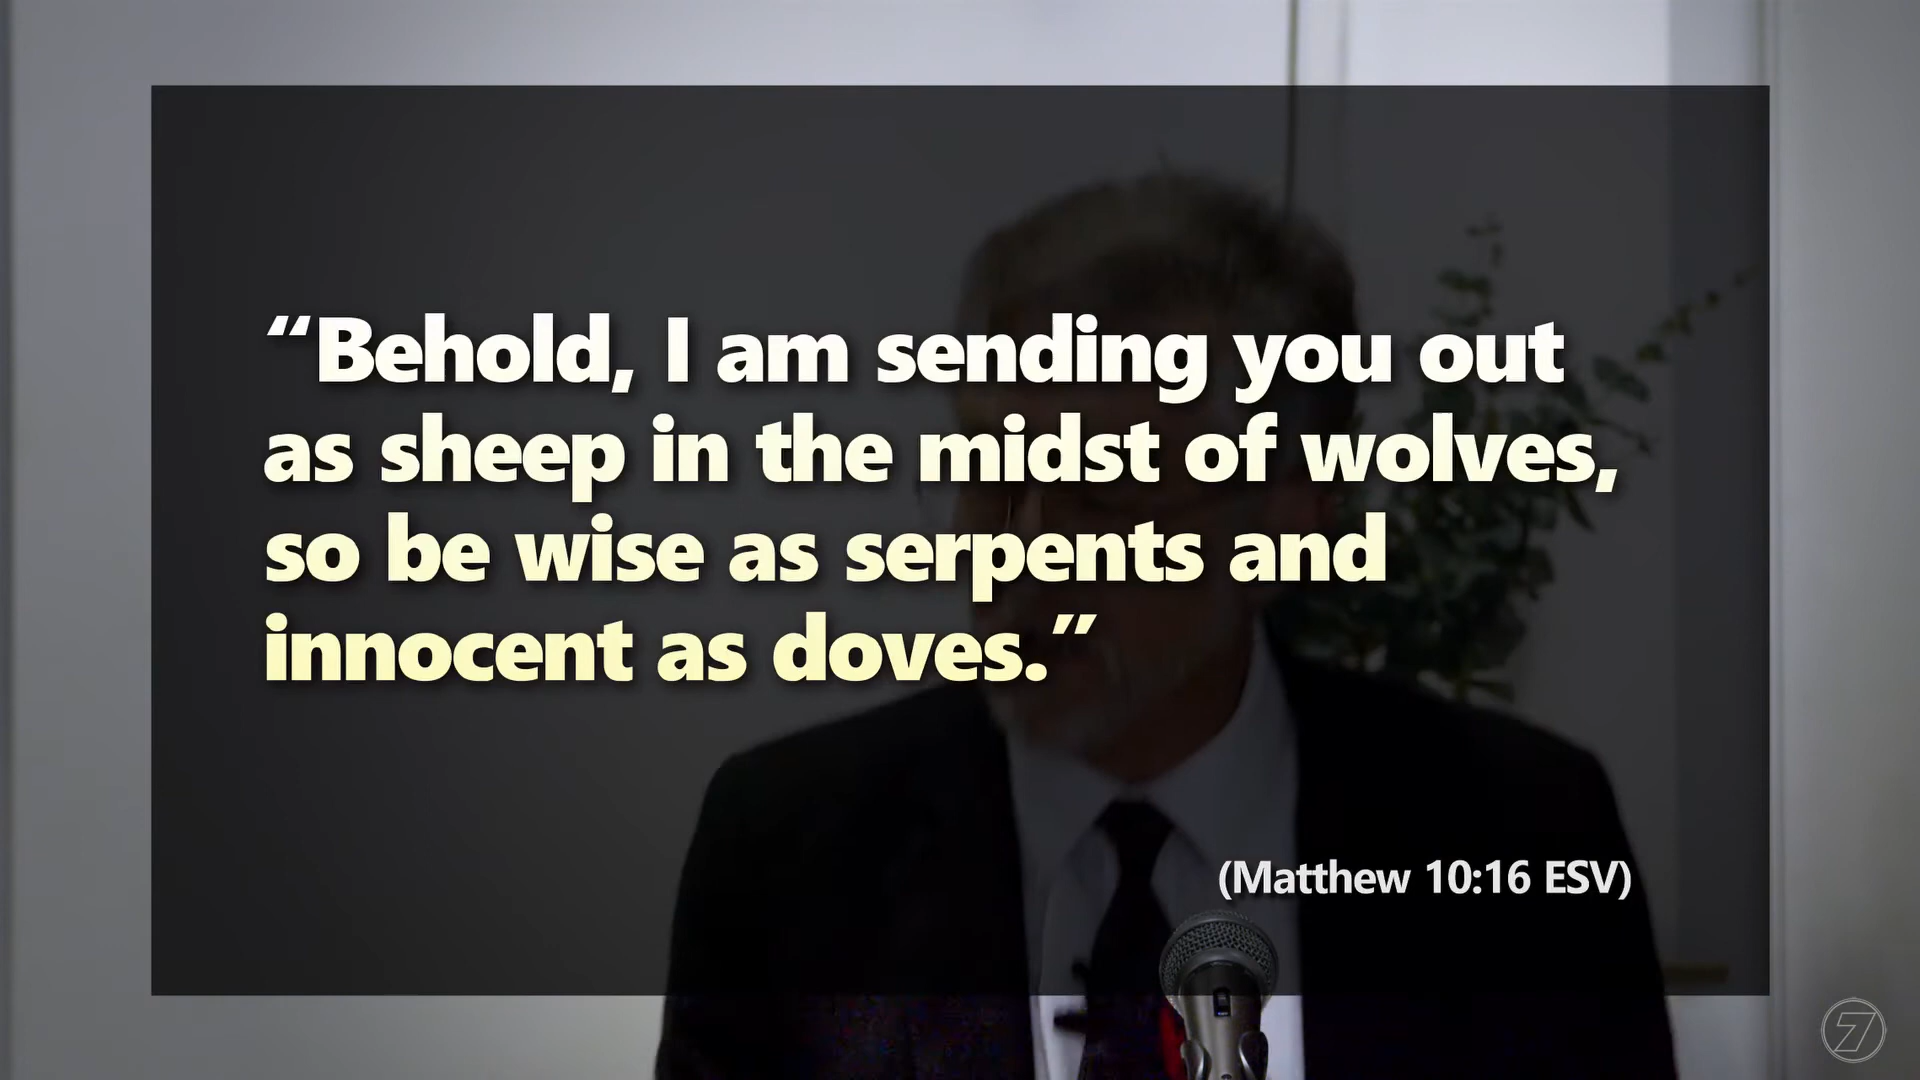 “Behold, I am sending you out
as sheep in the midst of wolves,
so be wise as serpents and
innocent as doves.”
(Matthew 10:16 ESV)